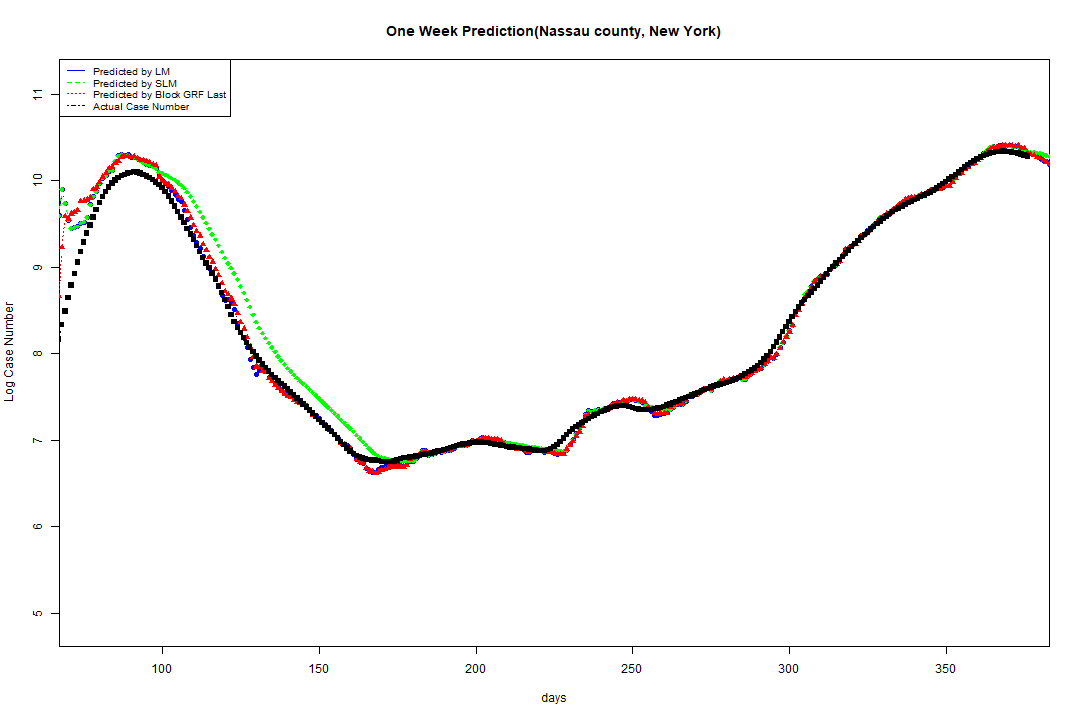 One Week Prediction(Nassau county, New York)
Predicted by LM
Predicted by SLM
Predicted by Block GRF Last
Actual Case Number
11
10
9
8
7
6
5
Log Case Number
100 150 200 250 300 350
days